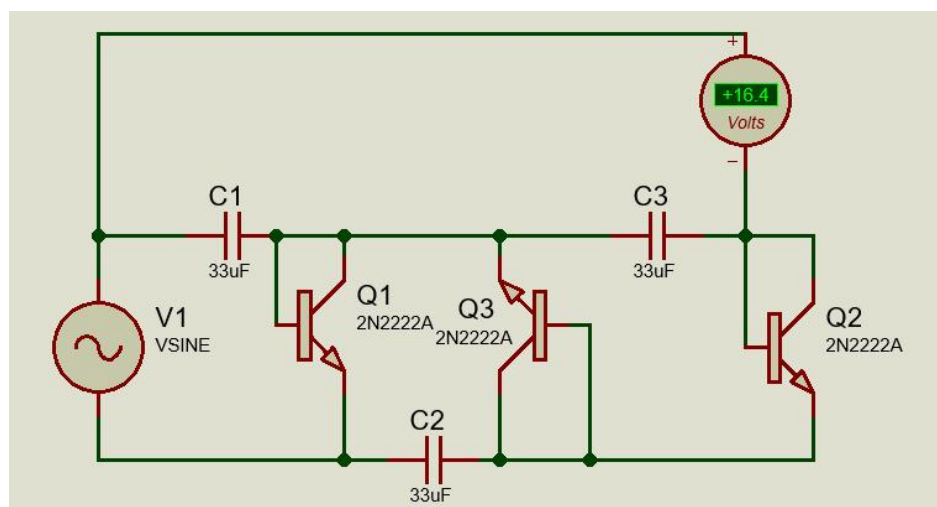 +
+16.4
Volts
−
C1
33uF
C3
33uF
V1
VSINE
Q1
2N2222A
Q3
2N2222A
Q2
2N2222A
C2
33uF